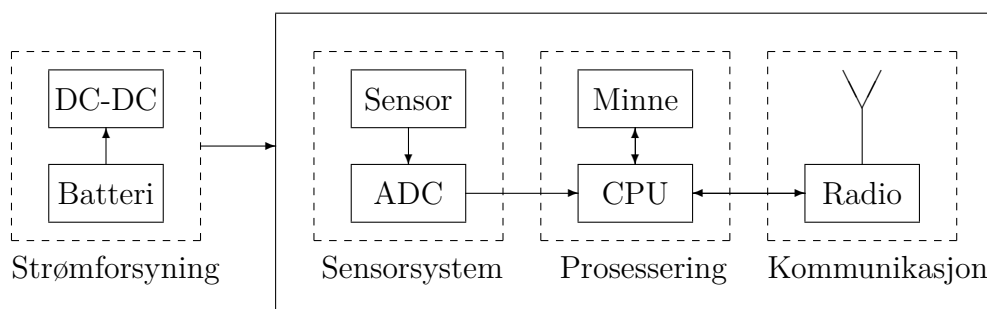 DC-DC
Sensor
Minne
Batteri
ADC
CPU
Radio
Strømforsyning
Sensorsystem
Prosessering
Kommunikasjon